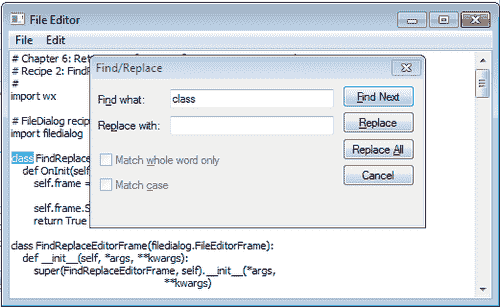 File Editor
File Edit
# Chapter 6: Ret
# Recipe 2: FindR
#
import wx
# FileDialog recip
import filedialog
class FindReplace
def OnInit(self
self.frame =
self.frame.S
return True
class FindReplaceEditorFrame(filedialog.FileEditorFrame):
def __init__(self, *args, **kwargs):
super(FindReplaceEditorFrame, self).__init__(*args,
**kwargs)
Find/Replace
Find what: class
Replace with:
Match whole word only
Match case
Find Next
Replace
Replace All
Cancel